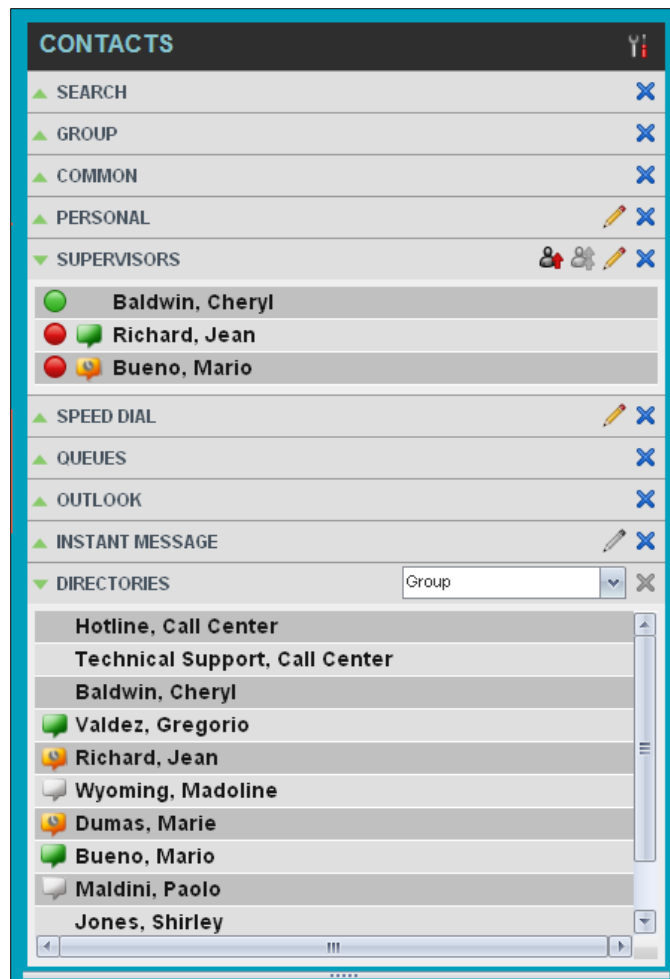 CONTACTS
SEARCH
GROUP
COMMON
PERSONAL
SUPERVISORS
Baldwin, Cheryl
Richard, Jean
Bueno, Mario
SPEED DIAL
QUEUES
OUTLOOK
INSTANT MESSAGE
DIRECTORIES Group
Hotline, Call Center
Technical Support, Call Center
Baldwin, Cheryl
Valdez, Gregorio
Richard, Jean
Wyoming, Madoline
Dumas, Marie
Bueno, Mario
Maldini, Paolo
Jones, Shirley